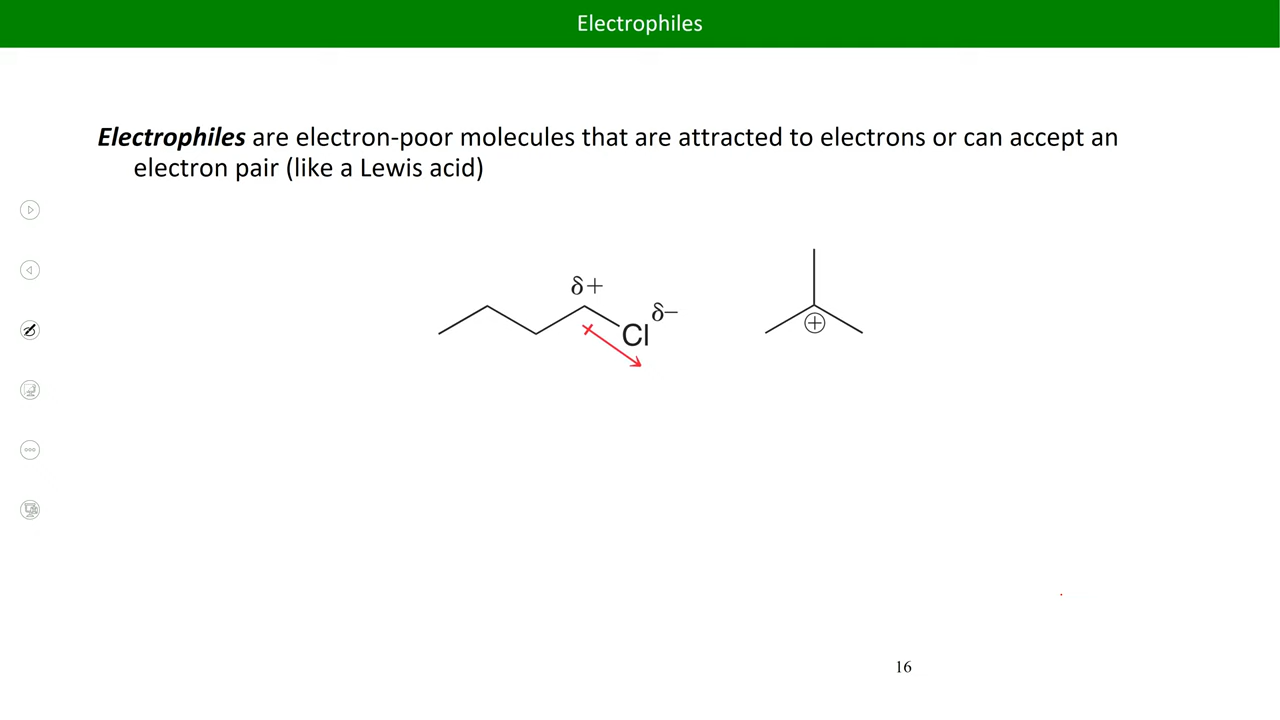 Electrophiles
Electrophiles are electron-poor molecules that are attracted to electrons or can accept an
electron pair (like a Lewis acid)
δ+
δ−
Cl
+
16